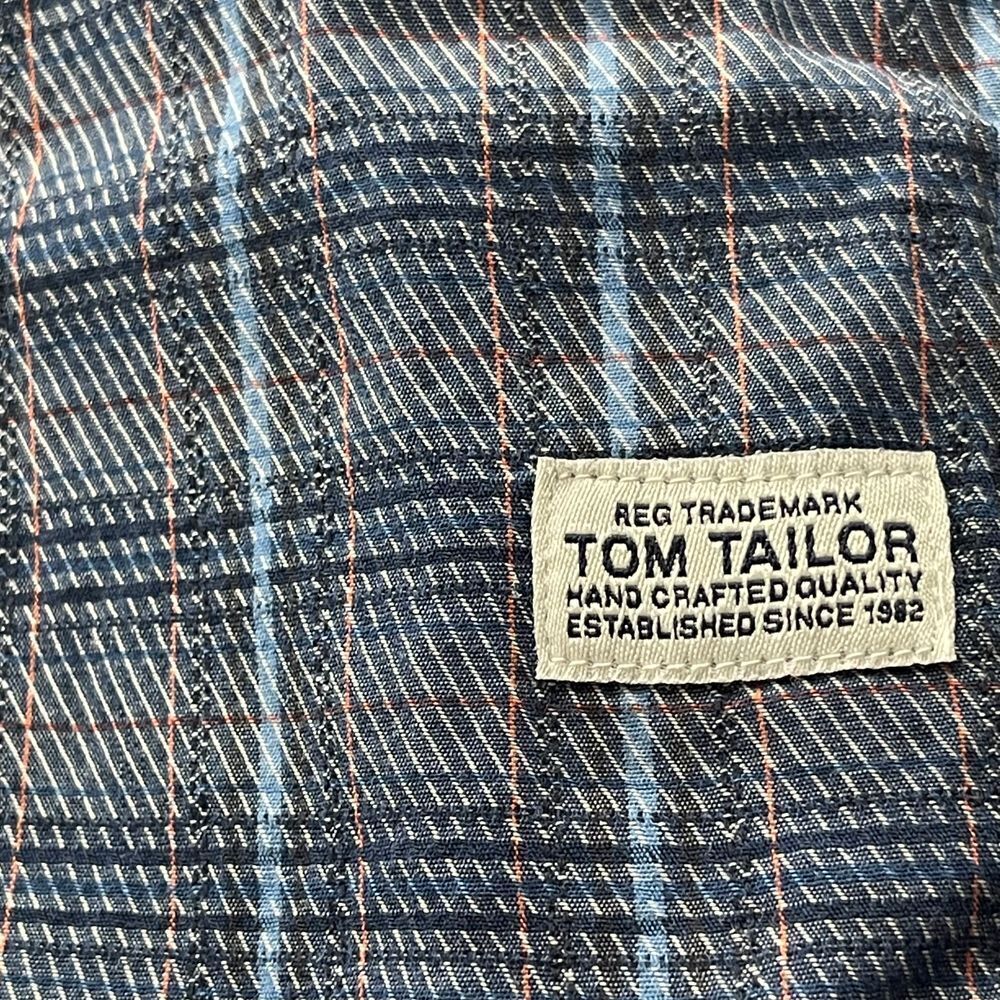 REG TRADEMARK
TOM TAILOR
HAND CRAFTED QUALITY
ESTABLISHED SINCE 1962